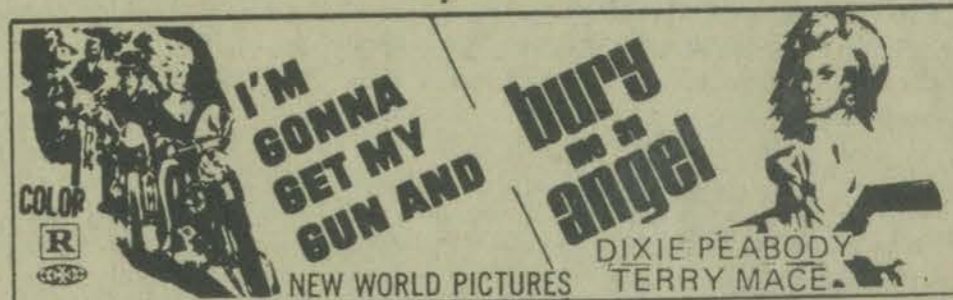 I'M
GONNA
GET MY
GUN AND
bury
me an
angel
COLOR
R
NEW WORLD PICTURES
DIXIE PEABODY
TERRY MACE